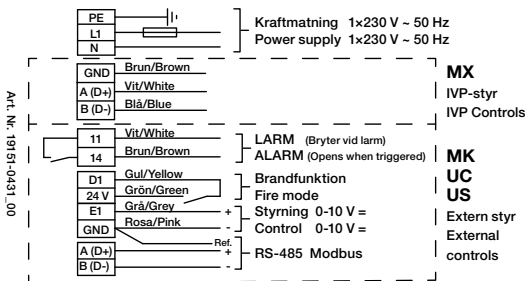 PE
L1
N
Kraftmatning 1×230 V ~ 50 Hz
Power supply 1×230 V ~ 50 Hz
GND Brun/Brown
A (D+) Vit/White
B (D-) Blå/Blue
MX
IVP-styr
IVP Controls
Art. Nr. 19151-0431_00
11 Vit/White
14 Brun/Brown
LARM (Bryter vid larm)
ALARM (Opens when triggered)
D1 Gul/Yellow
24 V Grön/Green
Brandfunktion
Fire mode
E1 Grå/Grey +
GND Rosa/Pink -
Styrning 0-10 V =
Control 0-10 V =
Ref.
A (D+) +
B (D-) -
RS-485 Modbus
MK
UC
US
Extern styr
External
controls